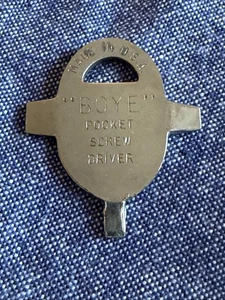 MADE IN U.S.A.
"BOYE"
POCKET
SCREW
DRIVER